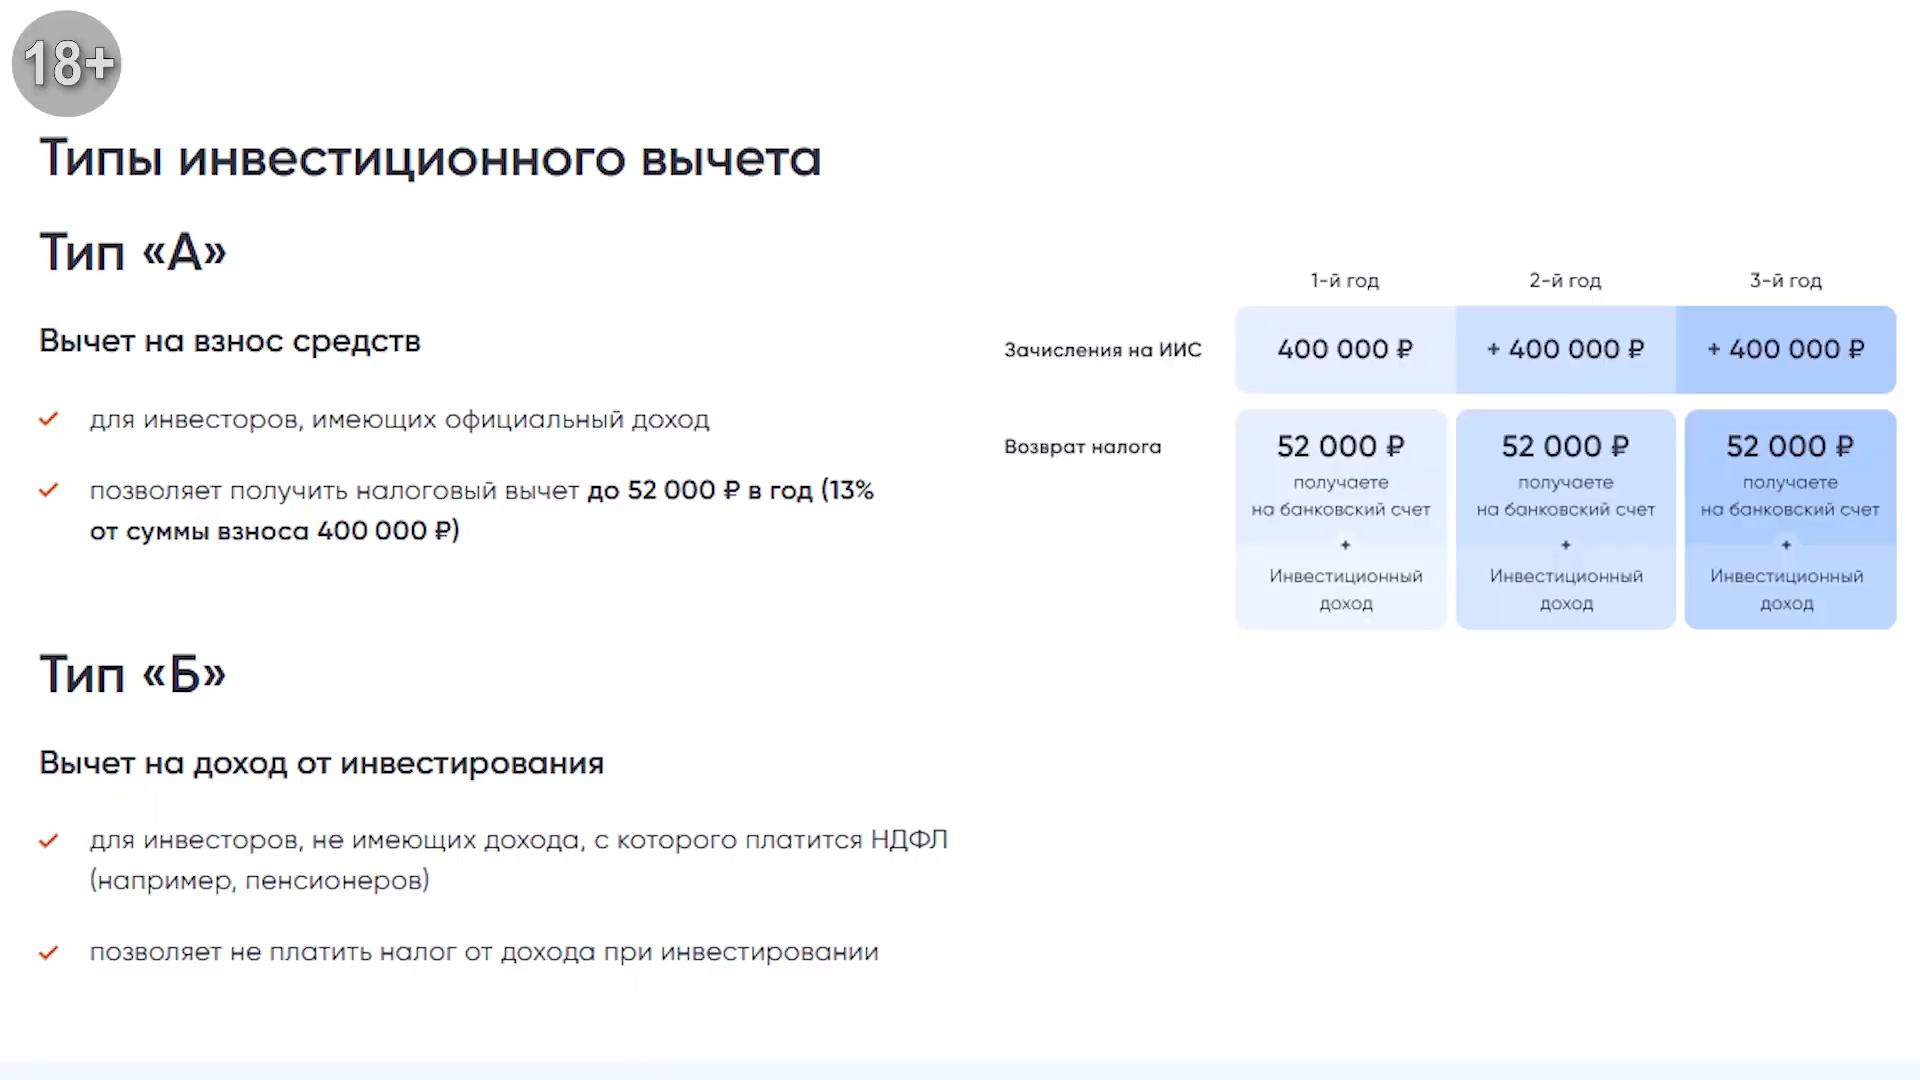 18+
Типы инвестиционного вычета
Тип «А»
Вычет на взнос средств
для инвесторов, имеющих официальный доход
позволяет получить налоговый вычет до 52 000 ₽ в год (13%
от суммы взноса 400 000 ₽)
1-й год 2-й год 3-й год
Зачисления на ИИС 400 000 ₽ + 400 000 ₽ + 400 000 ₽
Возврат налога 52 000 ₽ 52 000 ₽ 52 000 ₽
получаете получаете получаете
на банковский счет на банковский счет на банковский счет
+ + +
Инвестиционный Инвестиционный Инвестиционный
доход доход доход
Тип «Б»
Вычет на доход от инвестирования
для инвесторов, не имеющих дохода, с которого платится НДФЛ
(например, пенсионеров)
позволяет не платить налог от дохода при инвестировании